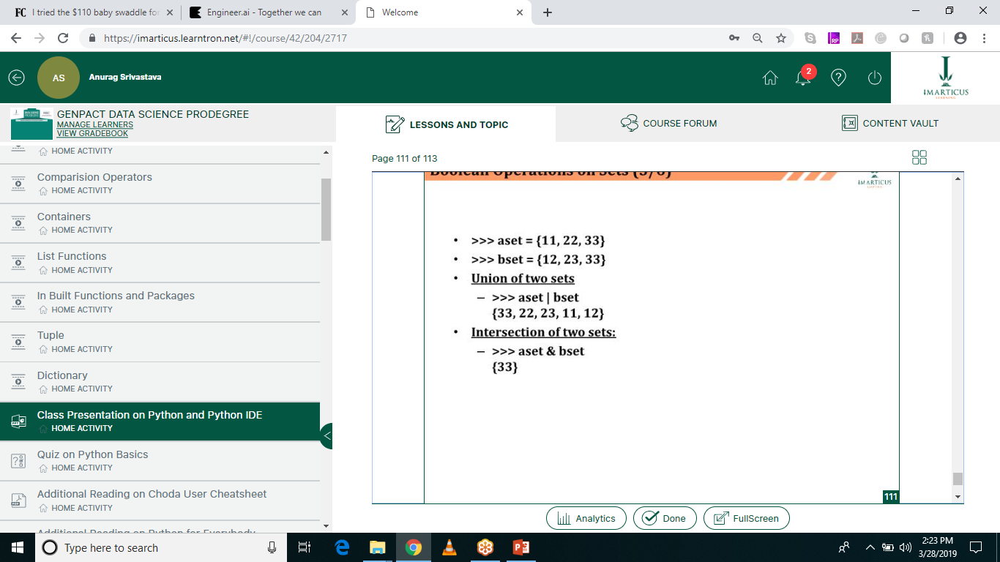 I tried the $110 baby swaddle for
Engineer.ai - Together we can
Welcome
https://imarticus.learntron.net/#!/course/42/204/2717
AS
Anurag Srivastava
2
IMARTICUS
LEARNING
GENPACT DATA SCIENCE PRODEGREE
MANAGE LEARNERS
VIEW GRADEBOOK
LESSONS AND TOPIC
COURSE FORUM
CONTENT VAULT
HOME ACTIVITY
Comparision Operators
HOME ACTIVITY
Containers
HOME ACTIVITY
List Functions
HOME ACTIVITY
In Built Functions and Packages
HOME ACTIVITY
Tuple
HOME ACTIVITY
Dictionary
HOME ACTIVITY
Class Presentation on Python and Python IDE
HOME ACTIVITY
Quiz on Python Basics
HOME ACTIVITY
Additional Reading on Choda User Cheatsheet
HOME ACTIVITY
Additional Reading on Python for Everybody
Page 111 of 113
Boolean Operations on Sets (5/6)
IMARTICUS
• >>> aset = {11, 22, 33}
• >>> bset = {12, 23, 33}
• Union of two sets
– >>> aset | bset
{33, 22, 23, 11, 12}
• Intersection of two sets:
– >>> aset & bset
{33}
111
Analytics
Done
FullScreen
Type here to search
2:23 PM
3/28/2019